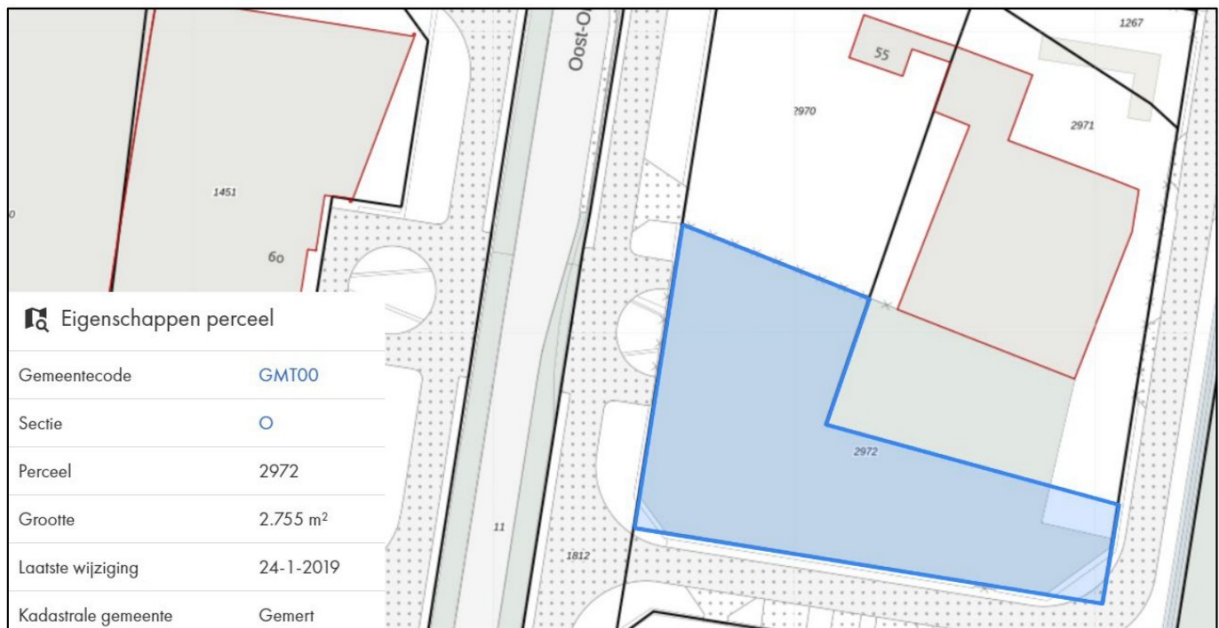 1267
Oost-O
55
2970
2971
1451
60
2972
11
1812
Eigenschappen perceel
Gemeentecode GMT00
Sectie O
Perceel 2972
Grootte 2.755 m²
Laatste wijziging 24-1-2019
Kadastrale gemeente Gemert